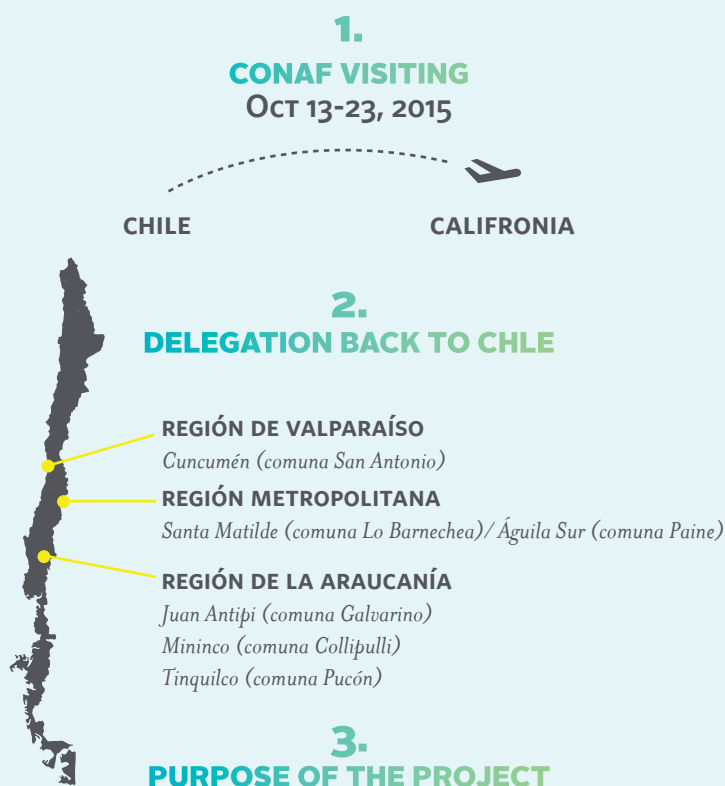 1.
CONAF VISITING
OCT 13-23, 2015
CHILE CALIFRONIA
2.
DELEGATION BACK TO CHLE
REGIÓN DE VALPARAÍSO
Cuncumén (comuna San Antonio)
REGIÓN METROPOLITANA
Santa Matilde (comuna Lo Barnechea)/ Águila Sur (comuna Paine)
REGIÓN DE LA ARAUCANÍA
Juan Antipi (comuna Galvarino)
Mininco (comuna Collipulli)
Tinquilco (comuna Pucón)
3.
PURPOSE OF THE PROJECT